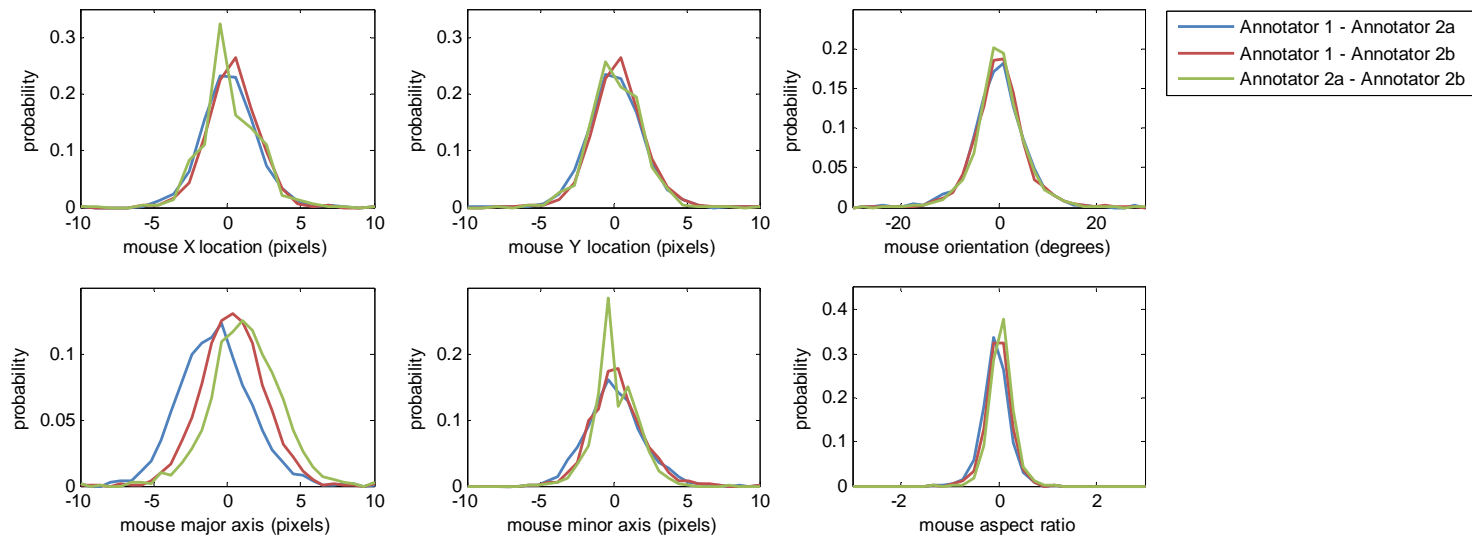 0.3
0.2
0.1
0
probability
-10 -5 0 5 10
mouse X location (pixels)
0.3
0.2
0.1
0
probability
-10 -5 0 5 10
mouse Y location (pixels)
0.2
0.15
0.1
0.05
0
probability
-20 0 20
mouse orientation (degrees)
Annotator 1 - Annotator 2a
Annotator 1 - Annotator 2b
Annotator 2a - Annotator 2b
0.1
0.05
0
probability
-10 -5 0 5 10
mouse major axis (pixels)
0.2
0.1
0
probability
-10 -5 0 5 10
mouse minor axis (pixels)
0.4
0.3
0.2
0.1
0
probability
-2 0 2
mouse aspect ratio